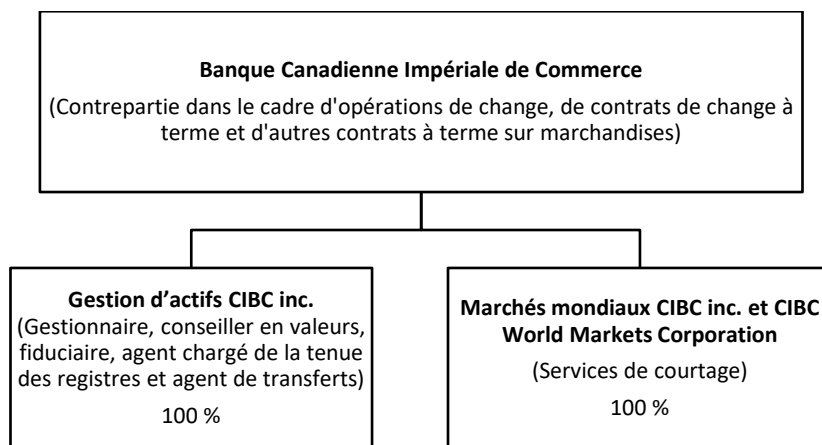 Banque Canadienne Impériale de Commerce
(Contrepartie dans le cadre d'opérations de change, de contrats de change à
terme et d'autres contrats à terme sur marchandises)
Gestion d’actifs CIBC inc.
(Gestionnaire, conseiller en valeurs,
fiduciaire, agent chargé de la tenue
des registres et agent de transferts)
100 %
Marchés mondiaux CIBC inc. et CIBC
World Markets Corporation
(Services de courtage)
100 %